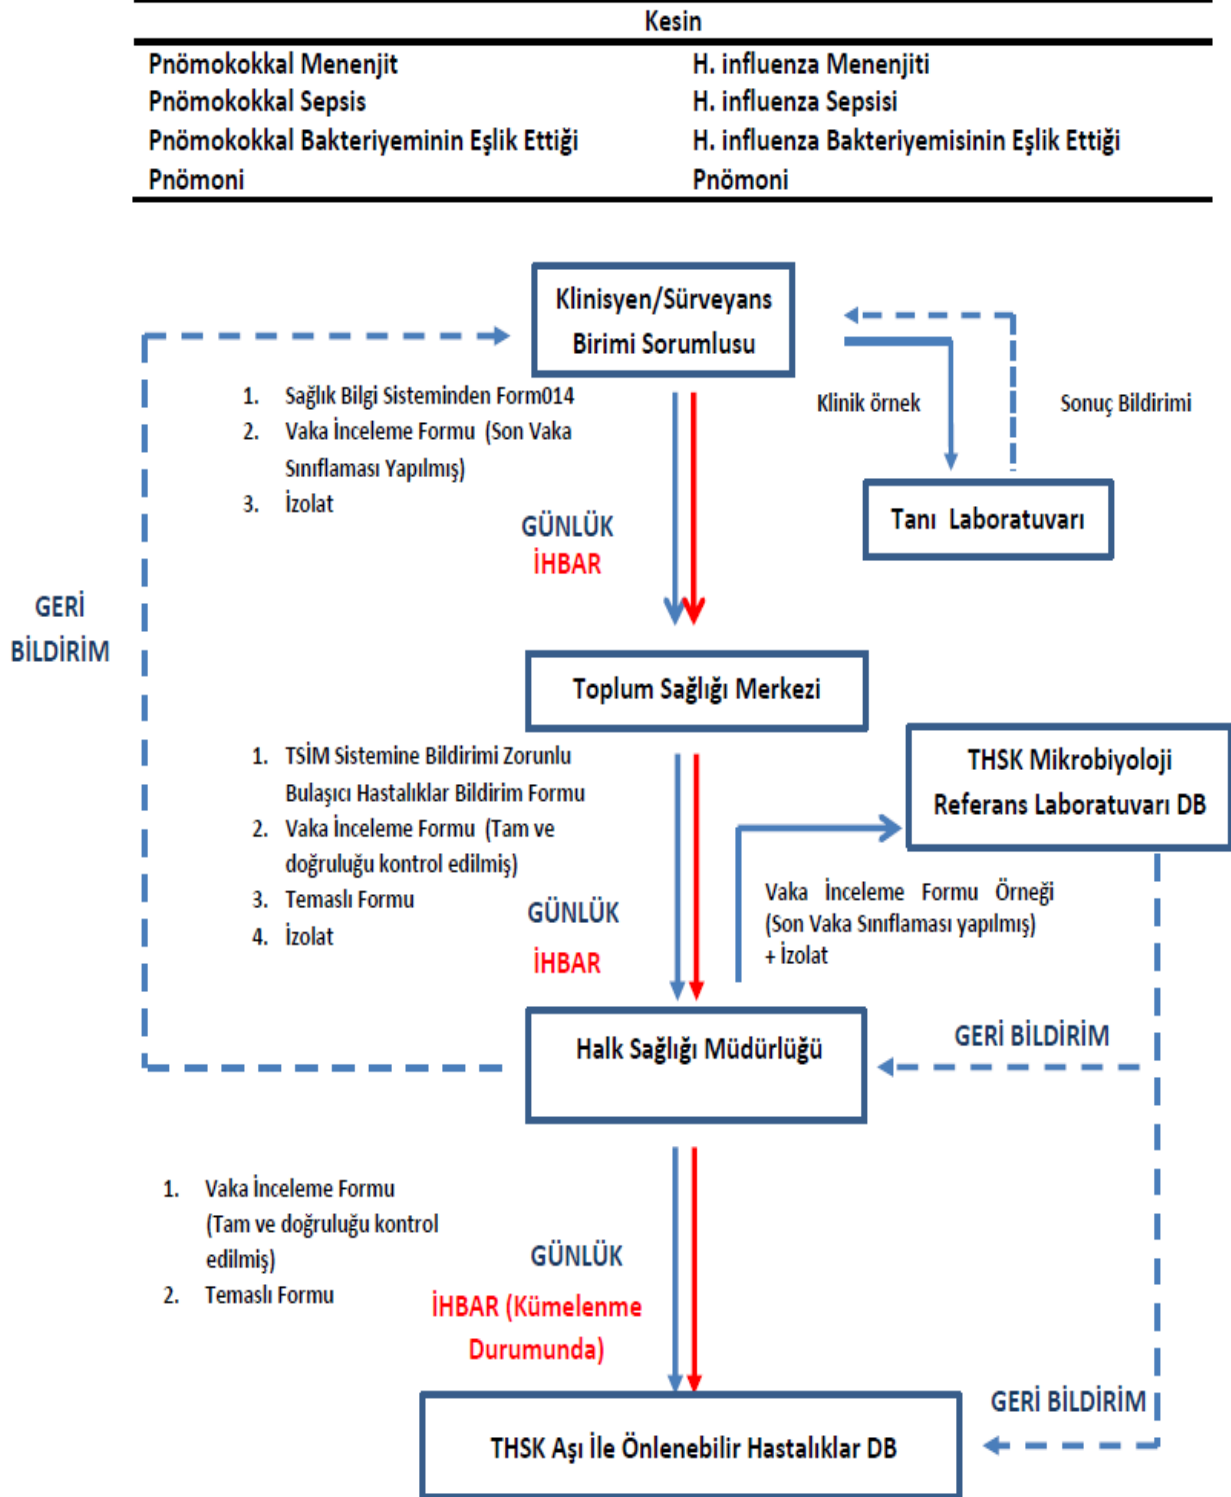 Kesin
Pnömokokkal Menenjit
H. influenza Menenjiti
Pnömokokkal Sepsis
H. influenza Sepsisi
Pnömokokkal Bakteriyeminin Eşlik Ettiği
H. influenza Bakteriyemisinin Eşlik Ettiği
Pnömoni
Pnömoni
Klinisyen/Sürveyans
Birimi Sorumlusu
1. Sağlık Bilgi Sisteminden Form014
2. Vaka İnceleme Formu (Son Vaka
Sınıflaması Yapılmış)
3. İzolat
Klinik örnek
Sonuç Bildirimi
Tanı Laboratuvarı
GÜNLÜK
İHBAR
GERİ
BİLDİRİM
Toplum Sağlığı Merkezi
1. TSİM Sistemine Bildirimi Zorunlu
Bulaşıcı Hastalıklar Bildirim Formu
2. Vaka İnceleme Formu (Tam ve
doğruluğu kontrol edilmiş)
3. Temaslı Formu
4. İzolat
THSK Mikrobiyoloji
Referans Laboratuvarı DB
GÜNLÜK
İHBAR
Vaka İnceleme Formu Örneği
(Son Vaka Sınıflaması yapılmış)
+ İzolat
Halk Sağlığı Müdürlüğü
GERİ BİLDİRİM
1. Vaka İnceleme Formu
(Tam ve doğruluğu kontrol
edilmiş)
2. Temaslı Formu
GÜNLÜK
İHBAR (Kümelenme
Durumunda)
GERİ BİLDİRİM
THSK Aşı İle Önlenebilir Hastalıklar DB